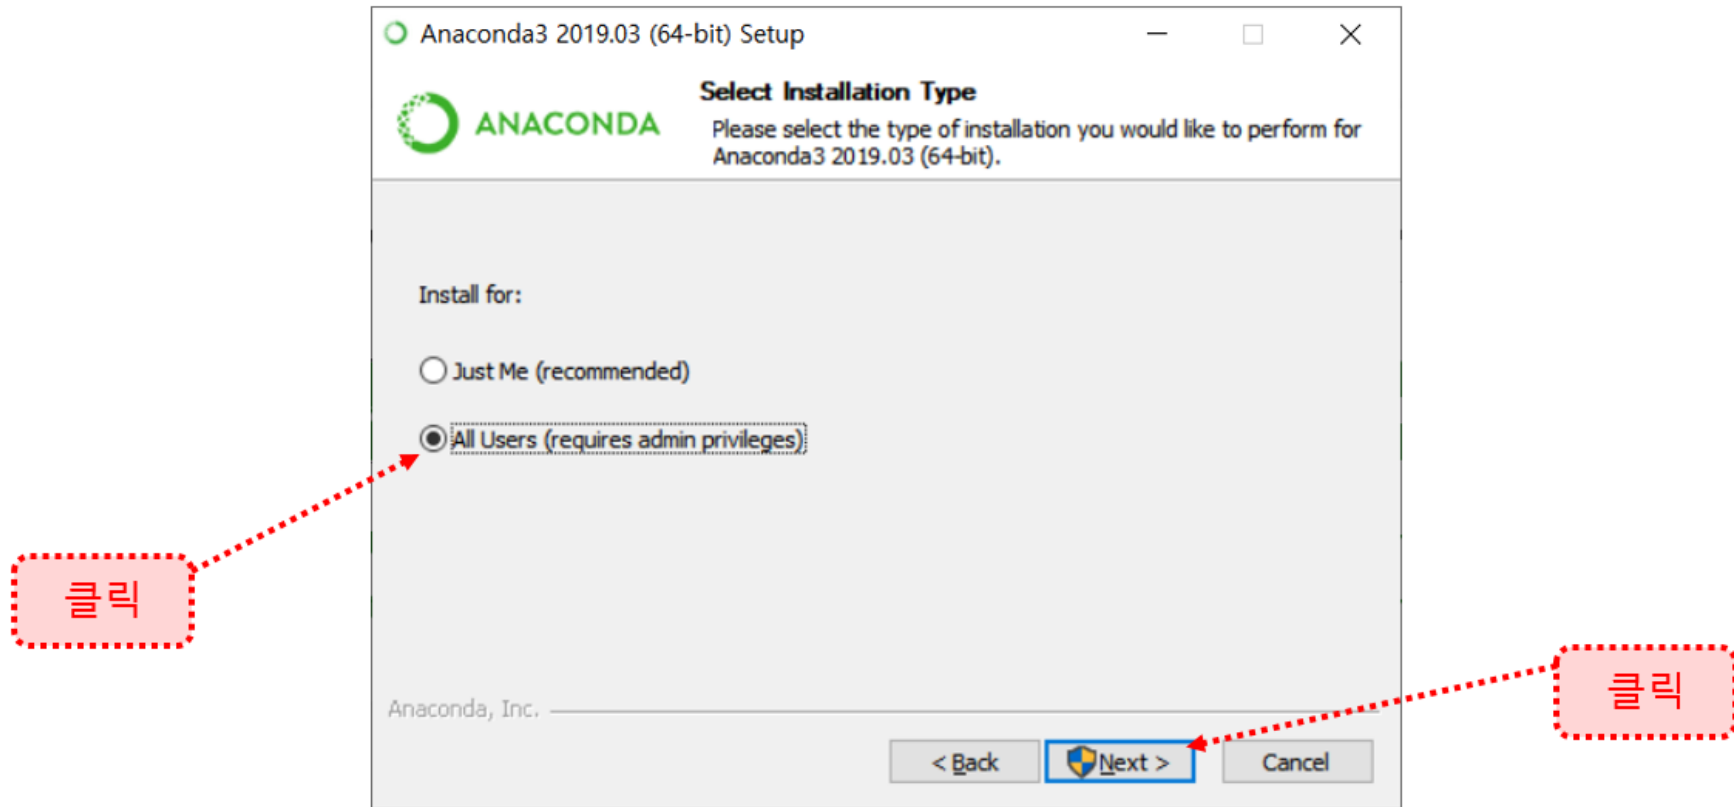 Anaconda3 2019.03 (64-bit) Setup
ANACONDA
Select Installation Type
Please select the type of installation you would like to perform for
Anaconda3 2019.03 (64-bit).
Install for:
Just Me (recommended)
All Users (requires admin privileges)
클릭
클릭
Anaconda, Inc.
< Back
Next >
Cancel